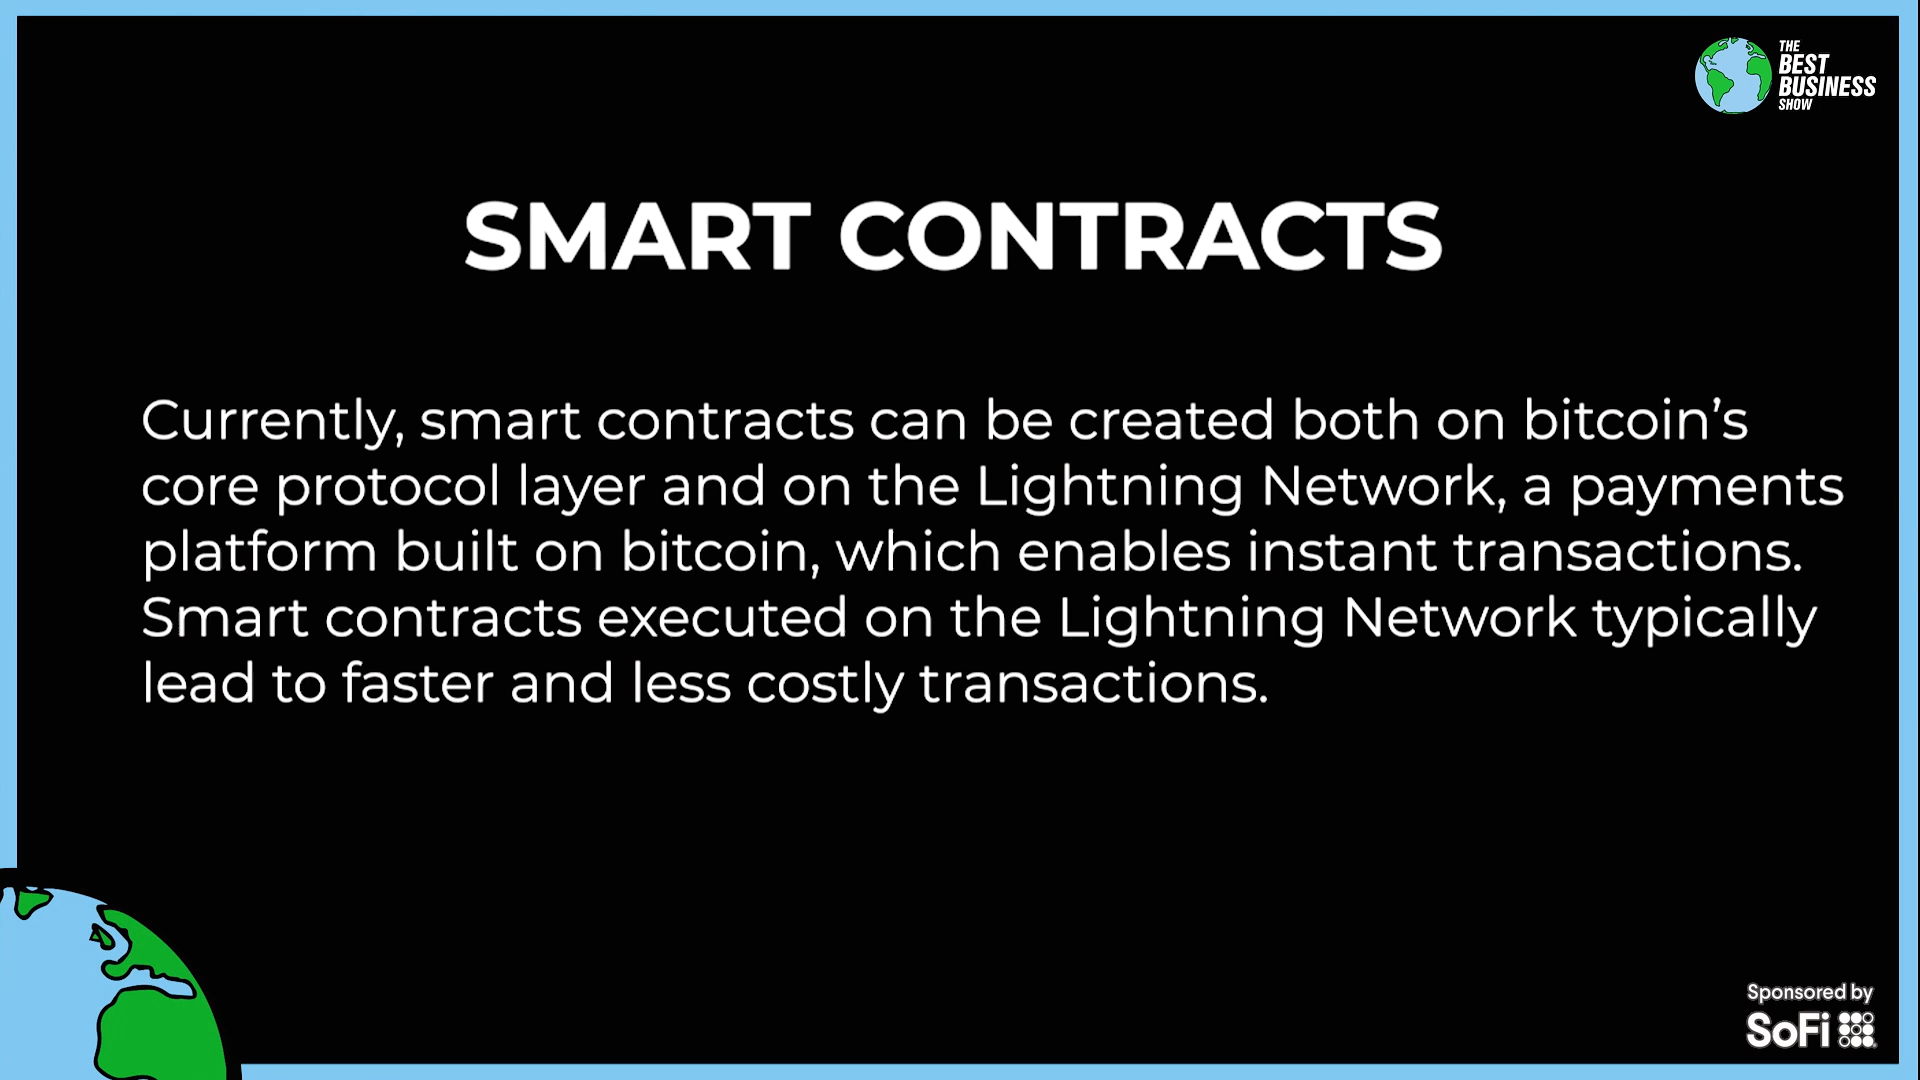 THE
BEST
BUSINESS
SHOW
SMART CONTRACTS
Currently, smart contracts can be created both on bitcoin’s
core protocol layer and on the Lightning Network, a payments
platform built on bitcoin, which enables instant transactions.
Smart contracts executed on the Lightning Network typically
lead to faster and less costly transactions.
Sponsored by
SoFi